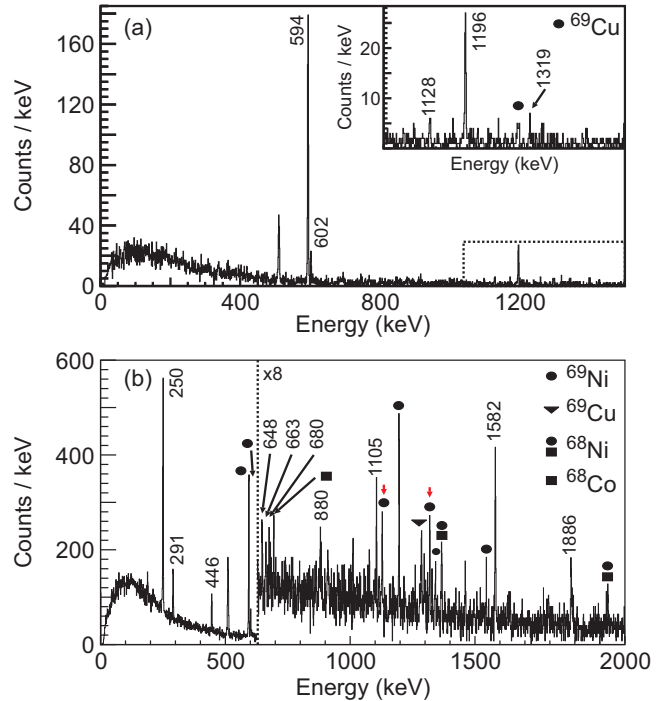 (a)
594
602
Counts / keV
160
120
80
40
0
0
400
800
1200
Energy (keV)
69Cu
1196
1128
1319
Counts / keV
20
10
Energy (keV)
(b)
250
x8
291
446
648
663
680
880
1105
1582
1886
69Ni
69Cu
68Ni
68Co
Counts / keV
600
400
200
0
0
500
1000
1500
2000
Energy (keV)